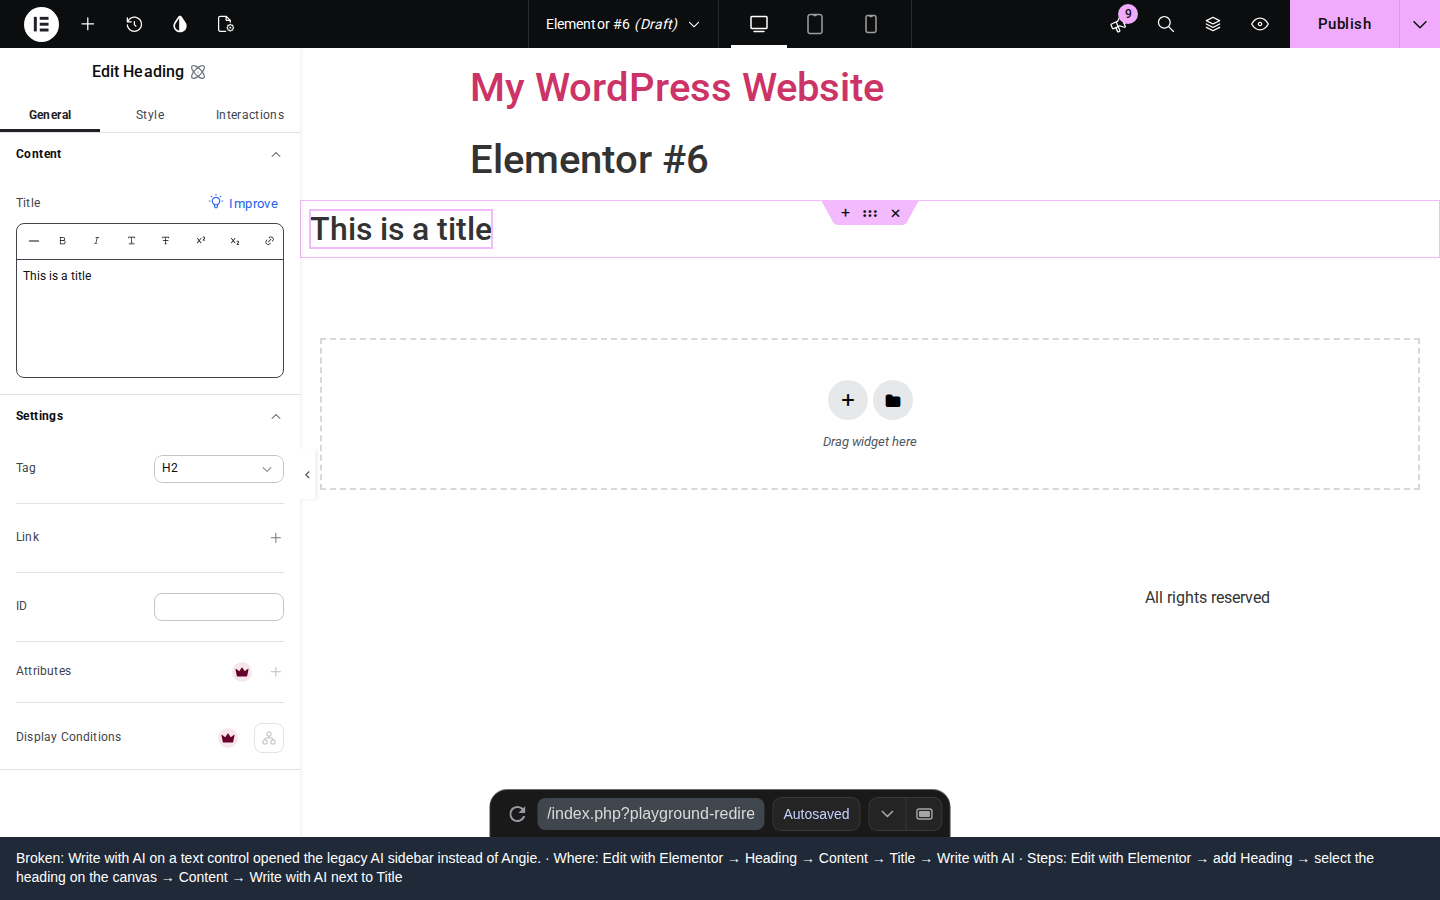 Elementor #6 (Draft)
9
Publish
Edit Heading
General
Style
Interactions
Content
Title
Improve
B I T T x² x₂
This is a title
Settings
Tag
H2
Link
ID
Attributes
Display Conditions
My WordPress Website
Elementor #6
This is a title
Drag widget here
All rights reserved
/index.php?playground-redire
Autosaved
Broken: Write with AI on a text control opened the legacy AI sidebar instead of Angie. · Where: Edit with Elementor → Heading → Content → Title → Write with AI · Steps: Edit with Elementor → add Heading → select the
heading on the canvas → Content → Write with AI next to Title